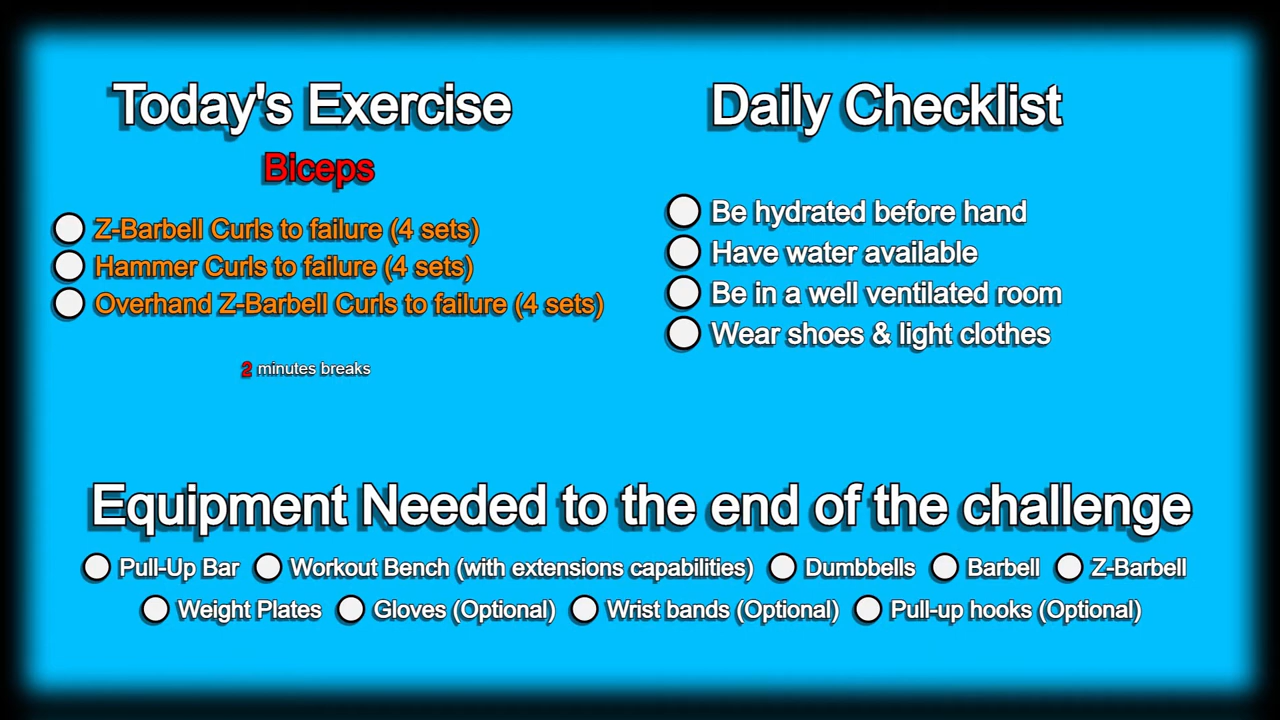 Today's Exercise
Biceps
Z-Barbell Curls to failure (4 sets)
Hammer Curls to failure (4 sets)
Overhand Z-Barbell Curls to failure (4 sets)
2 minutes breaks
Daily Checklist
Be hydrated before hand
Have water available
Be in a well ventilated room
Wear shoes & light clothes
Equipment Needed to the end of the challenge
Pull-Up Bar Workout Bench (with extensions capabilities) Dumbbells Barbell Z-Barbell
Weight Plates Gloves (Optional) Wrist bands (Optional) Pull-up hooks (Optional)